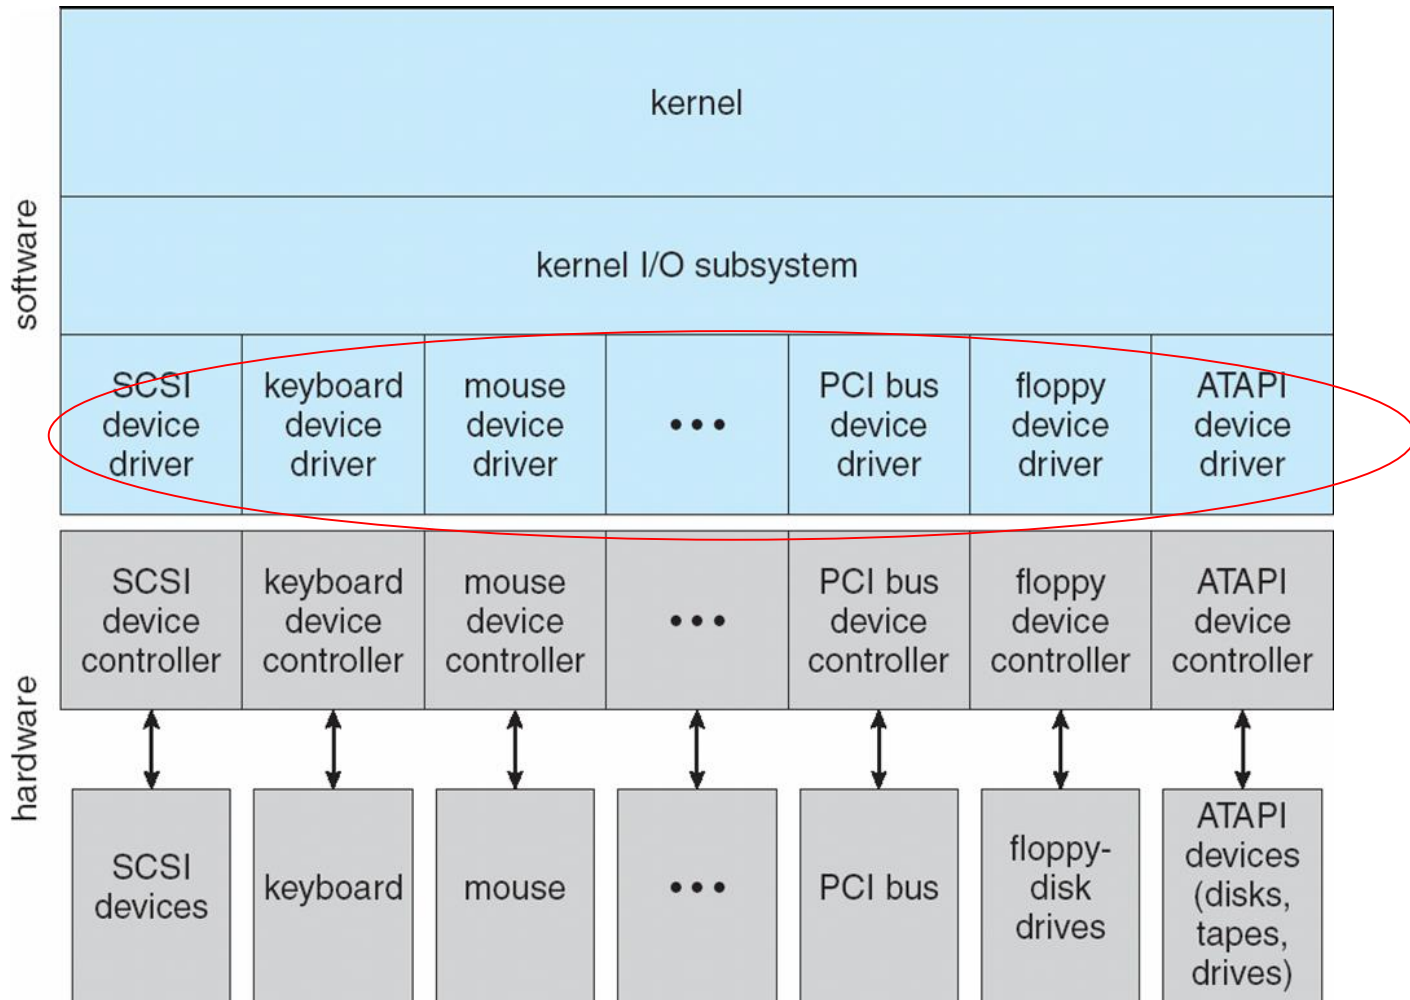 software
kernel
kernel I/O subsystem
SCSI
device
driver
keyboard
device
driver
mouse
device
driver
•••
PCI bus
device
driver
floppy
device
driver
ATAPI
device
driver
hardware
SCSI
device
controller
keyboard
device
controller
mouse
device
controller
•••
PCI bus
device
controller
floppy
device
controller
ATAPI
device
controller
SCSI
devices
keyboard
mouse
•••
PCI bus
floppy-
disk
drives
ATAPI
devices
(disks,
tapes,
drives)